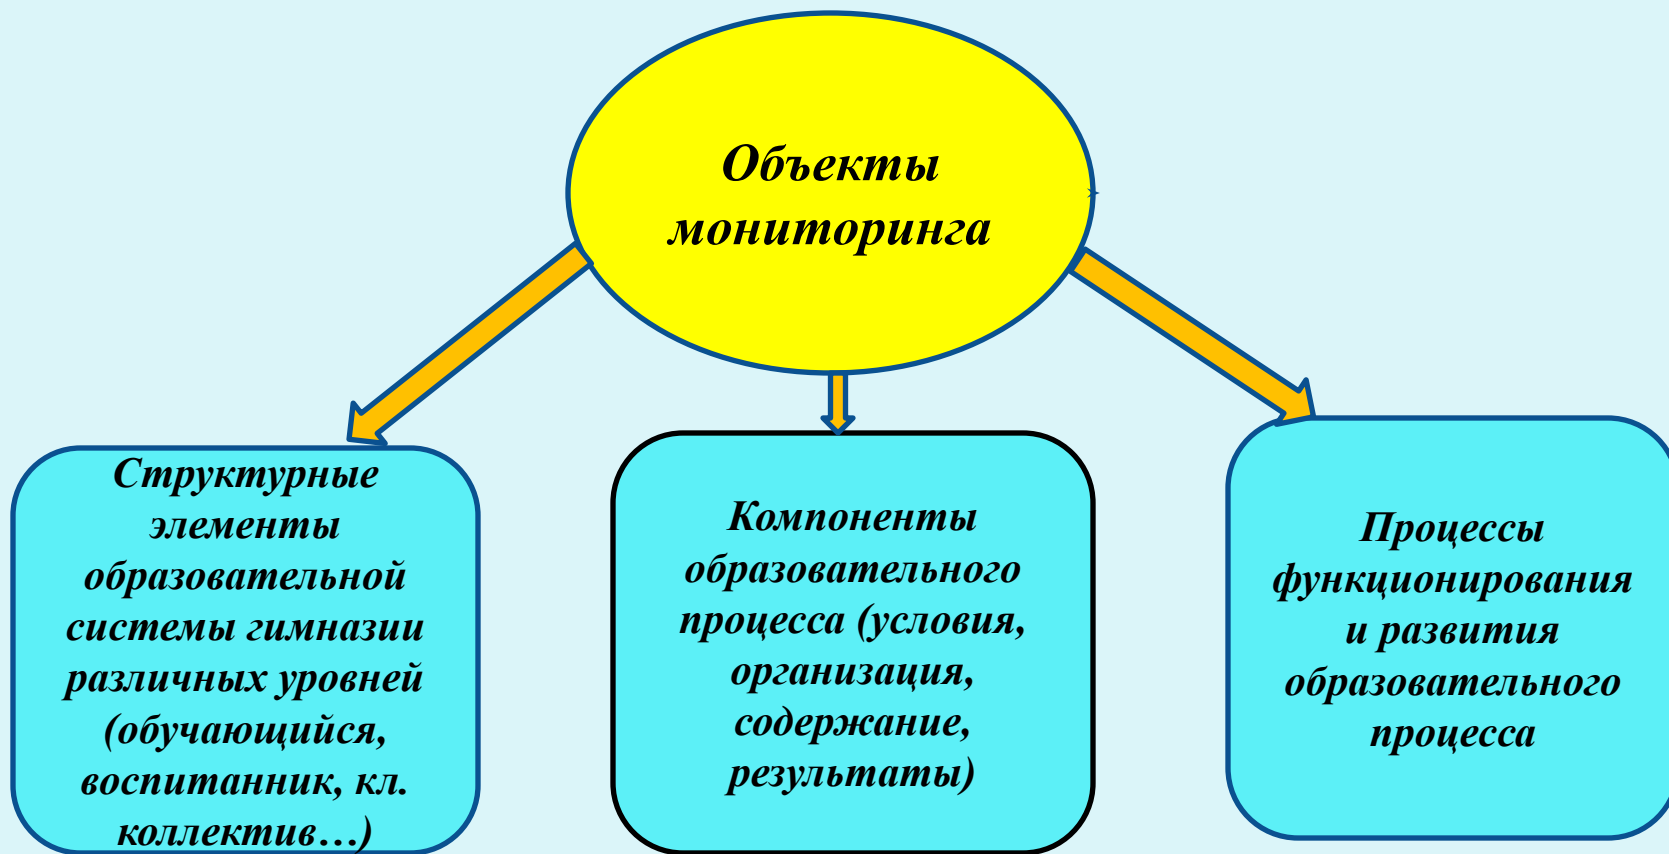 Объекты
мониторинга
Структурные
элементы
образовательной
системы гимназии
различных уровней
(обучающийся,
воспитанник, кл.
коллектив…)
Компоненты
образовательного
процесса (условия,
организация,
содержание,
результаты)
Процессы
функционирования
и развития
образовательного
процесса